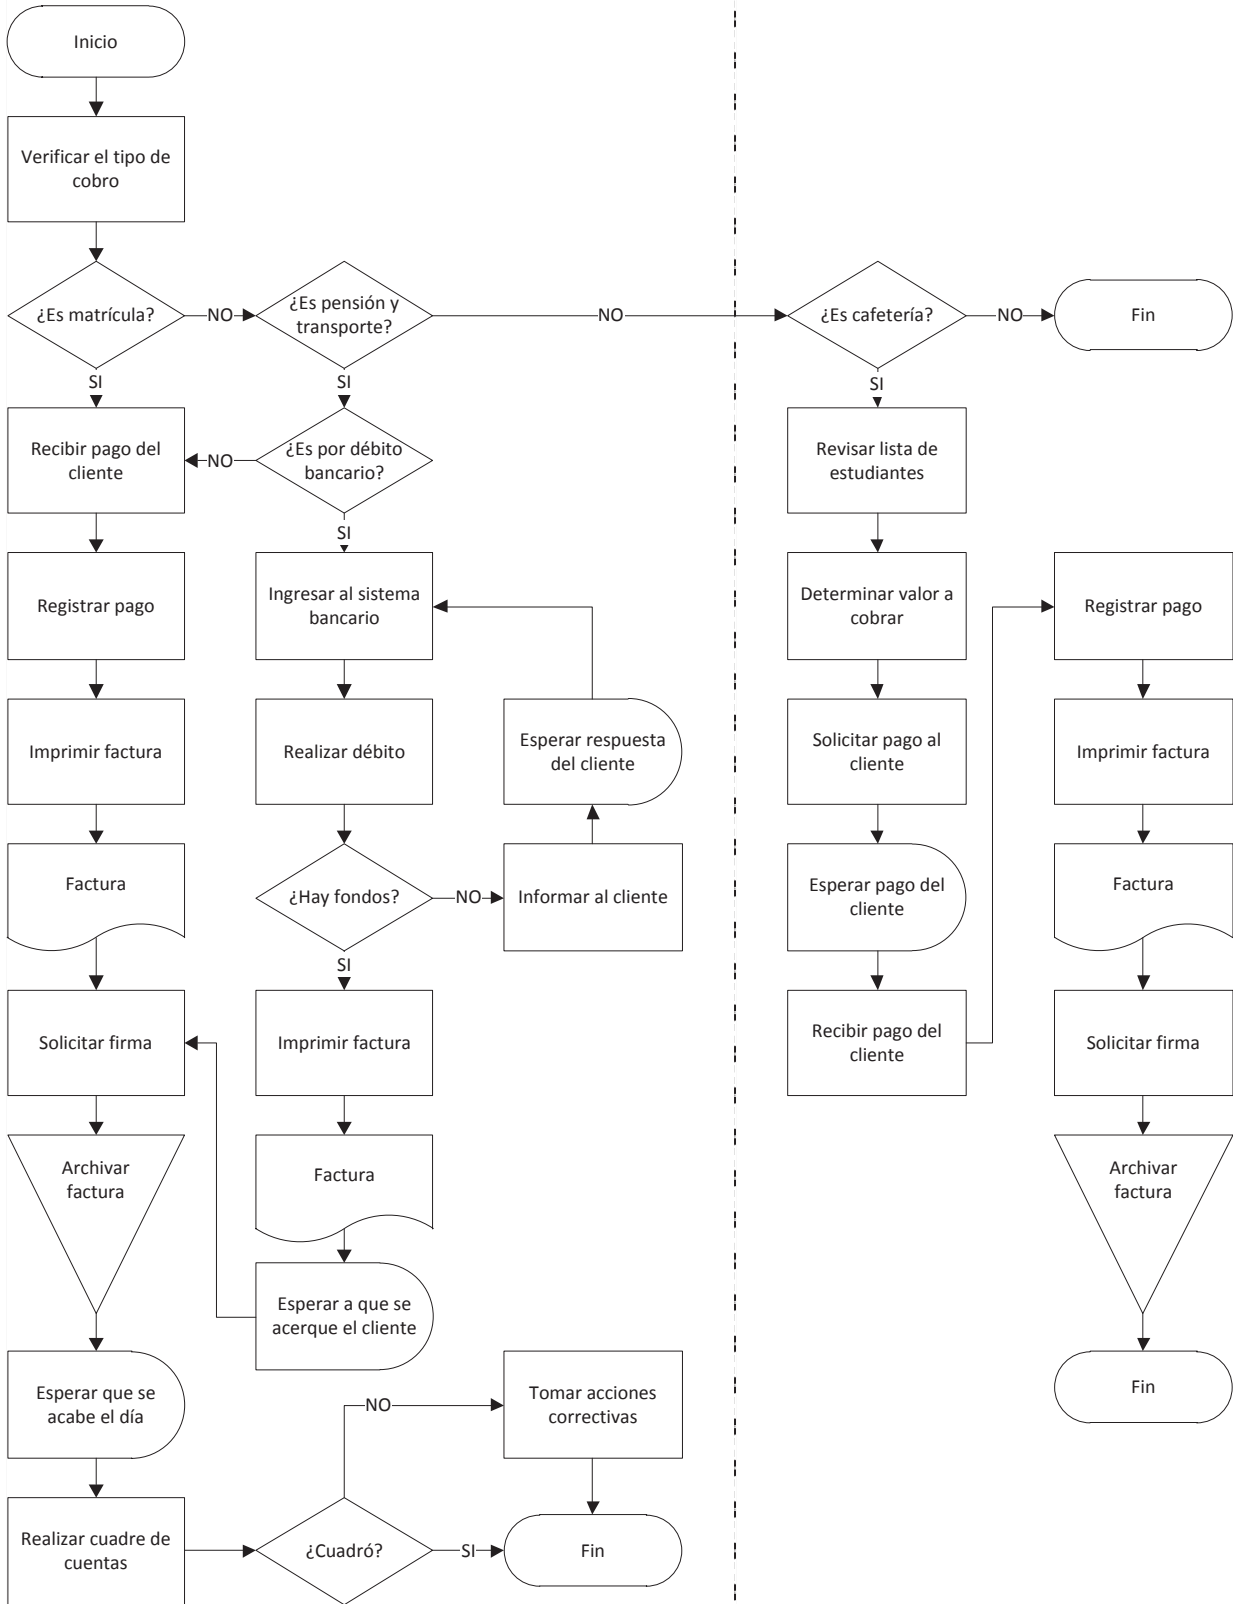 Inicio
Verificar el tipo de
cobro
¿Es matrícula?
NO
¿Es pensión y
transporte?
NO
¿Es cafetería?
NO
Fin
SI
SI
SI
Recibir pago del
cliente
NO
¿Es por débito
bancario?
Revisar lista de
estudiantes
SI
Registrar pago
Ingresar al sistema
bancario
Determinar valor a
cobrar
Registrar pago
Imprimir factura
Realizar débito
Esperar respuesta
del cliente
Solicitar pago al
cliente
Imprimir factura
Factura
¿Hay fondos?
NO
Informar al cliente
Esperar pago del
cliente
Factura
SI
Solicitar firma
Imprimir factura
Recibir pago del
cliente
Solicitar firma
Archivar
factura
Factura
Archivar
factura
Esperar a que se
acerque el cliente
Esperar que se
acabe el día
NO
Tomar acciones
correctivas
Fin
Realizar cuadre de
cuentas
¿Cuadró?
SI
Fin